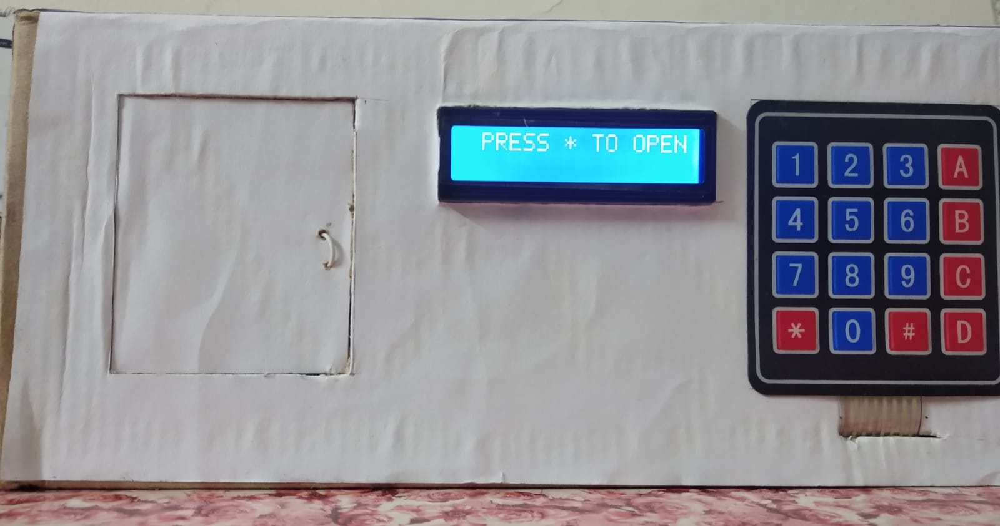 PRESS * TO OPEN
1 2 3 A
4 5 6 B
7 8 9 C
* 0 # D